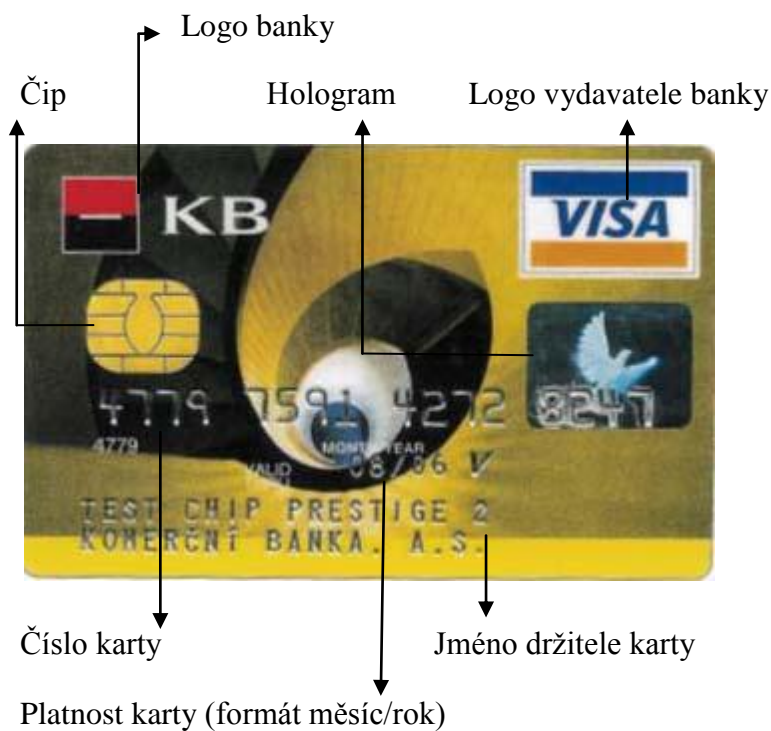 Logo banky
Čip Hologram Logo vydavatele banky
KB VISA
4779 7591 4272 8247
4779 MONTH/YEAR
VALID 08/06 V
TEST CHIP PRESTIGE 2
KOMERČNÍ BANKA. A.S.
Číslo karty Jméno držitele karty
Platnost karty (formát měsíc/rok)